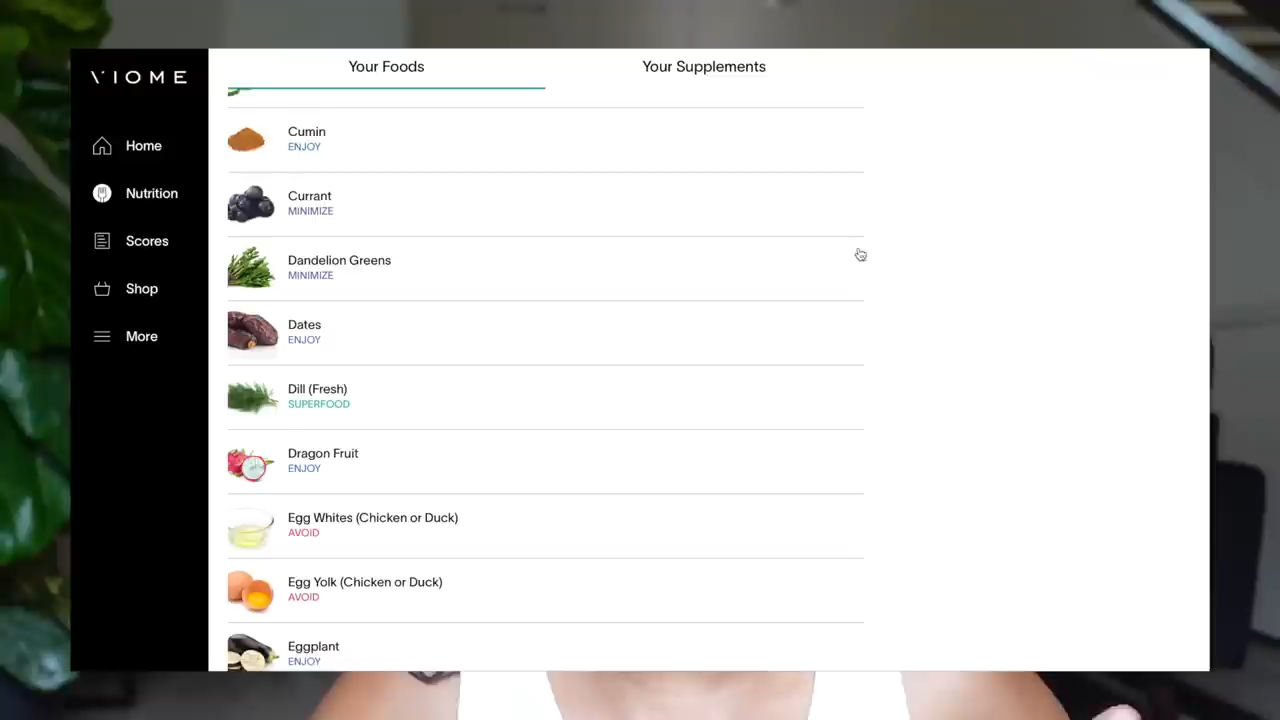 VIOME
Your Foods
Your Supplements
Home
Nutrition
Scores
Shop
More
Cumin
ENJOY
Currant
MINIMIZE
Dandelion Greens
MINIMIZE
Dates
ENJOY
Dill (Fresh)
SUPERFOOD
Dragon Fruit
ENJOY
Egg Whites (Chicken or Duck)
AVOID
Egg Yolk (Chicken or Duck)
AVOID
Eggplant
ENJOY